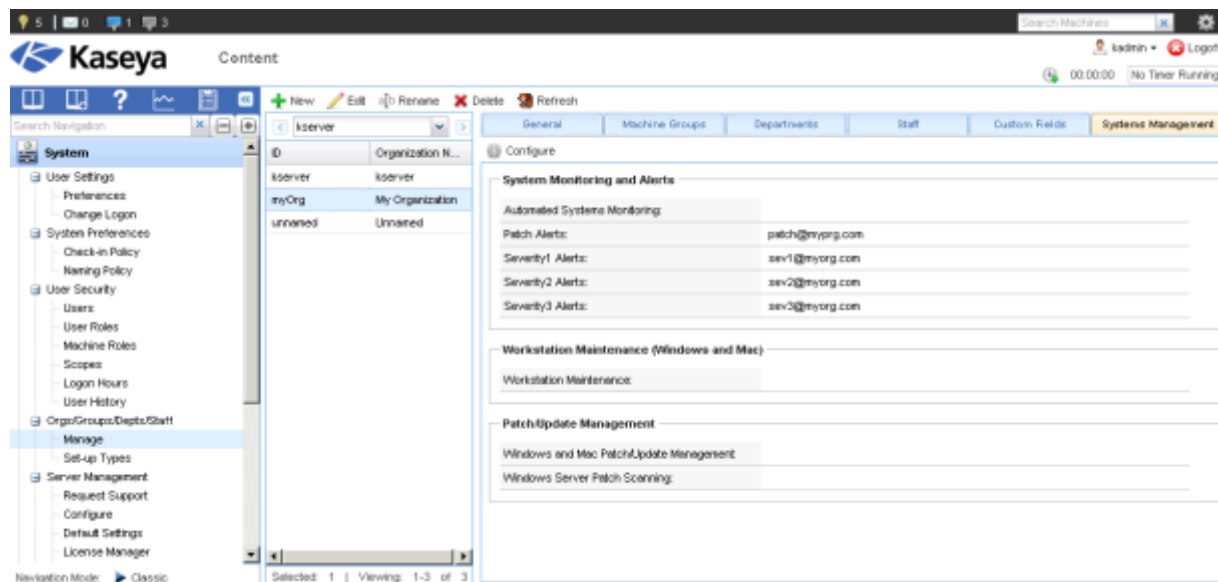 5 0 1 3 Search Machines
Kaseya Content kadmin Logoff
00:00:00 No Timer Running
New Edit Rename Delete Refresh
Search Navigation
kserver
General Machine Groups Departments Staff Custom Fields Systems Management
System
User Settings
Preferences
Change Logon
System Preferences
Check-in Policy
Naming Policy
User Security
Users
User Roles
Machine Roles
Scopes
Logon Hours
User History
Orgs/Groups/Depts/Staff
Manage
Set-up Types
Server Management
Request Support
Configure
Default Settings
License Manager
Navigation Mode: Classic
ID Organization N...
kserver kserver
myOrg My Organization
unnamed Unnamed
Selected: 1 | Viewing: 1-3 of 3
Configure
System Monitoring and Alerts
Automated Systems Monitoring:
Patch Alerts: patch@myprg.com
Severity1 Alerts: sev1@myorg.com
Severity2 Alerts: sev2@myorg.com
Severity3 Alerts: sev3@myorg.com
Workstation Maintenance (Windows and Mac)
Workstation Maintenance:
Patch/Update Management
Windows and Mac Patch/Update Management:
Windows Server Patch Scanning: